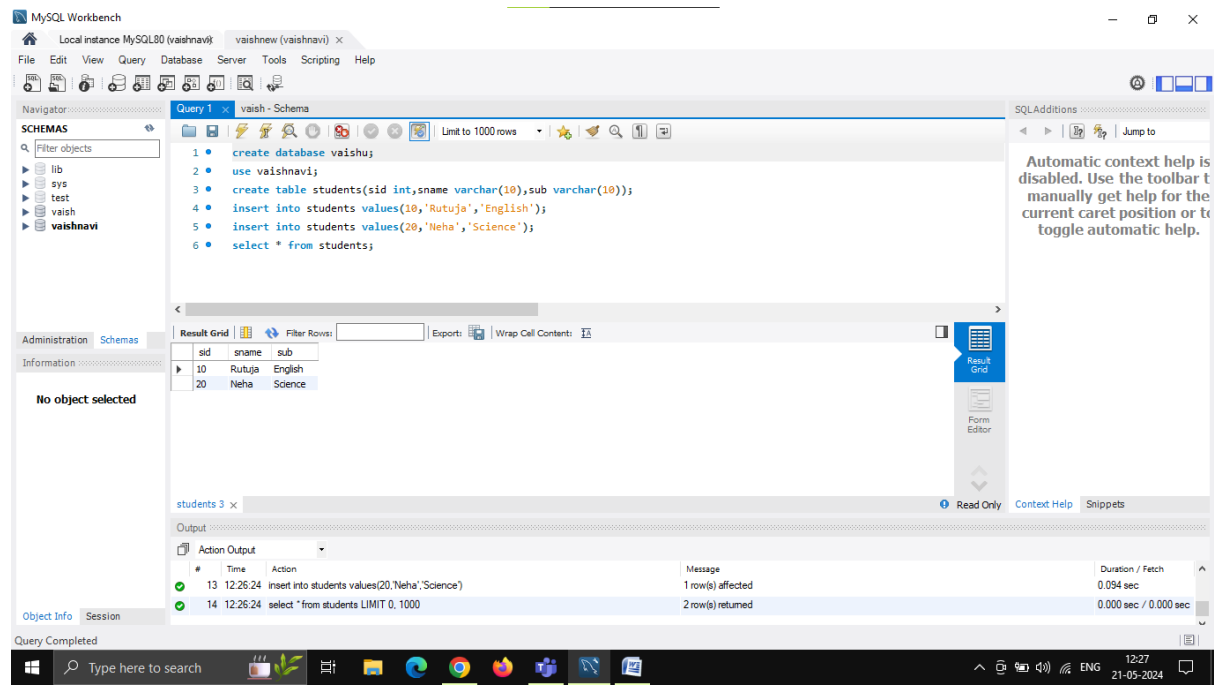 MySQL Workbench
Local instance MySQL80 (vaishnavi) vaishnew (vaishnavi) ×
File Edit View Query Database Server Tools Scripting Help
Navigator Query 1 × vaish - Schema SQLAdditions
SCHEMAS Limit to 1000 rows Jump to
Filter objects
lib
sys
test
vaish
vaishnavi
1 create database vaishu;
2 use vaishnavi;
3 create table students(sid int,sname varchar(10),sub varchar(10));
4 insert into students values(10,'Rutuja','English');
5 insert into students values(20,'Neha','Science');
6 select * from students;
Automatic context help is
disabled. Use the toolbar t
manually get help for the
current caret position or to
toggle automatic help.
Administration Schemas
Information
No object selected
Result Grid Filter Rows: Export: Wrap Cell Content:
sid sname sub
10 Rutuja English
20 Neha Science
Result
Grid
Form
Editor
students 3 × Read Only Context Help Snippets
Output
Action Output
# Time Action Message Duration / Fetch
13 12:26:24 insert into students values(20,'Neha','Science') 1 row(s) affected 0.094 sec
14 12:26:24 select * from students LIMIT 0, 1000 2 row(s) returned 0.000 sec / 0.000 sec
Object Info Session
Query Completed
Type here to search ENG 12:27
21-05-2024